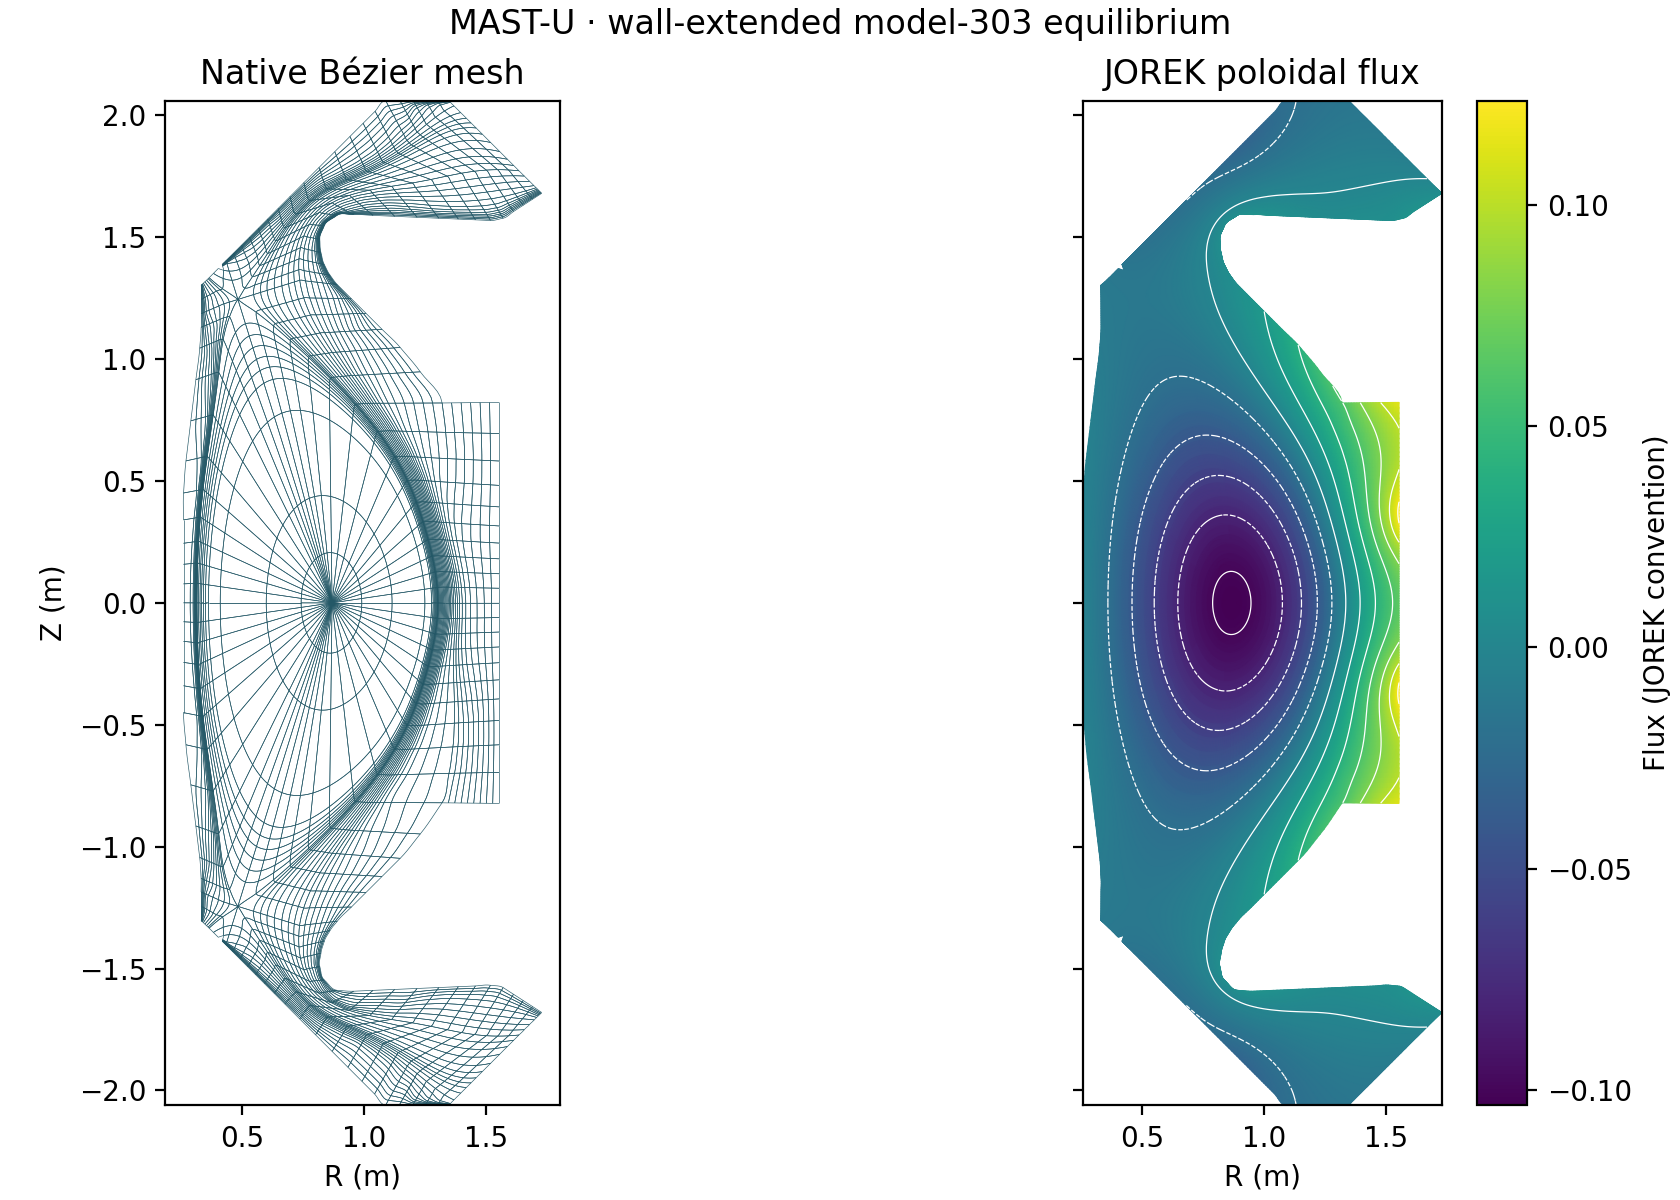 MAST-U · wall-extended model-303 equilibrium
Native Bézier mesh
JOREK poloidal flux
2.0
1.5
1.0
0.5
0.0
−0.5
−1.0
−1.5
−2.0
Z (m)
0.5 1.0 1.5
R (m)
0.5 1.0 1.5
R (m)
0.10
0.05
0.00
−0.05
−0.10
Flux (JOREK convention)